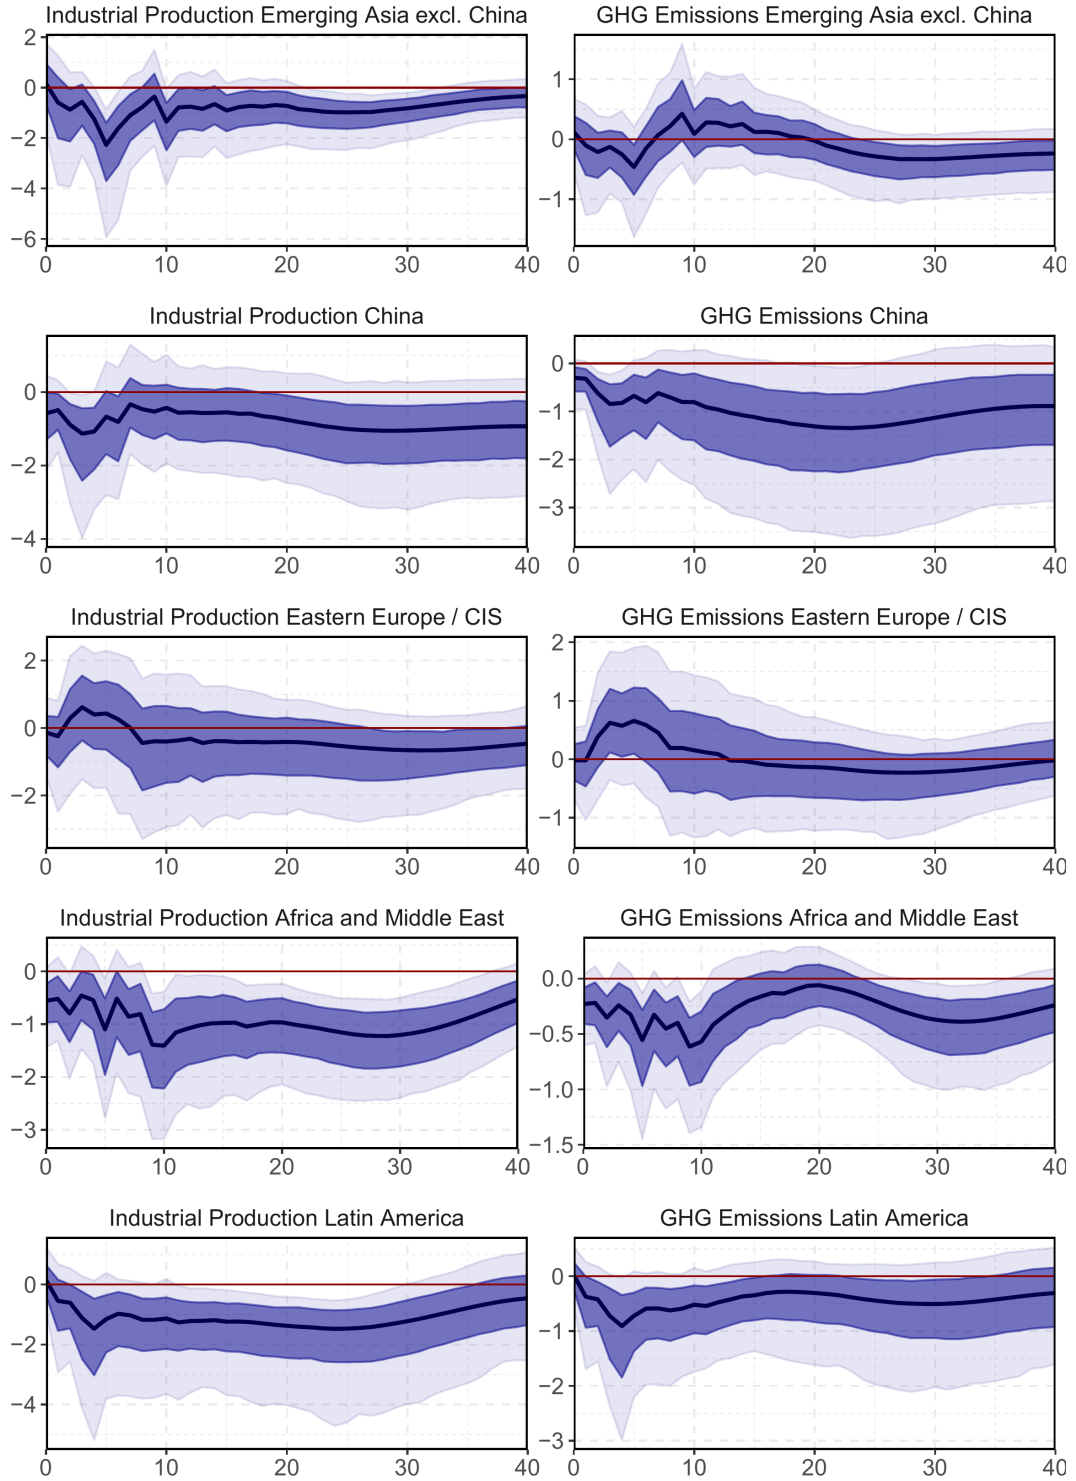 Industrial Production Emerging Asia excl. China
GHG Emissions Emerging Asia excl. China
2
0
−2
−4
−6
0 10 20 30 40
1
0
−1
0 10 20 30 40
Industrial Production China
GHG Emissions China
0
−2
−4
0 10 20 30 40
0
−1
−2
−3
0 10 20 30 40
Industrial Production Eastern Europe / CIS
GHG Emissions Eastern Europe / CIS
2
0
−2
0 10 20 30 40
2
1
0
−1
0 10 20 30 40
Industrial Production Africa and Middle East
GHG Emissions Africa and Middle East
0
−1
−2
−3
0 10 20 30 40
0.0
−0.5
−1.0
−1.5
0 10 20 30 40
Industrial Production Latin America
GHG Emissions Latin America
0
−2
−4
0 10 20 30 40
0
−1
−2
−3
0 10 20 30 40